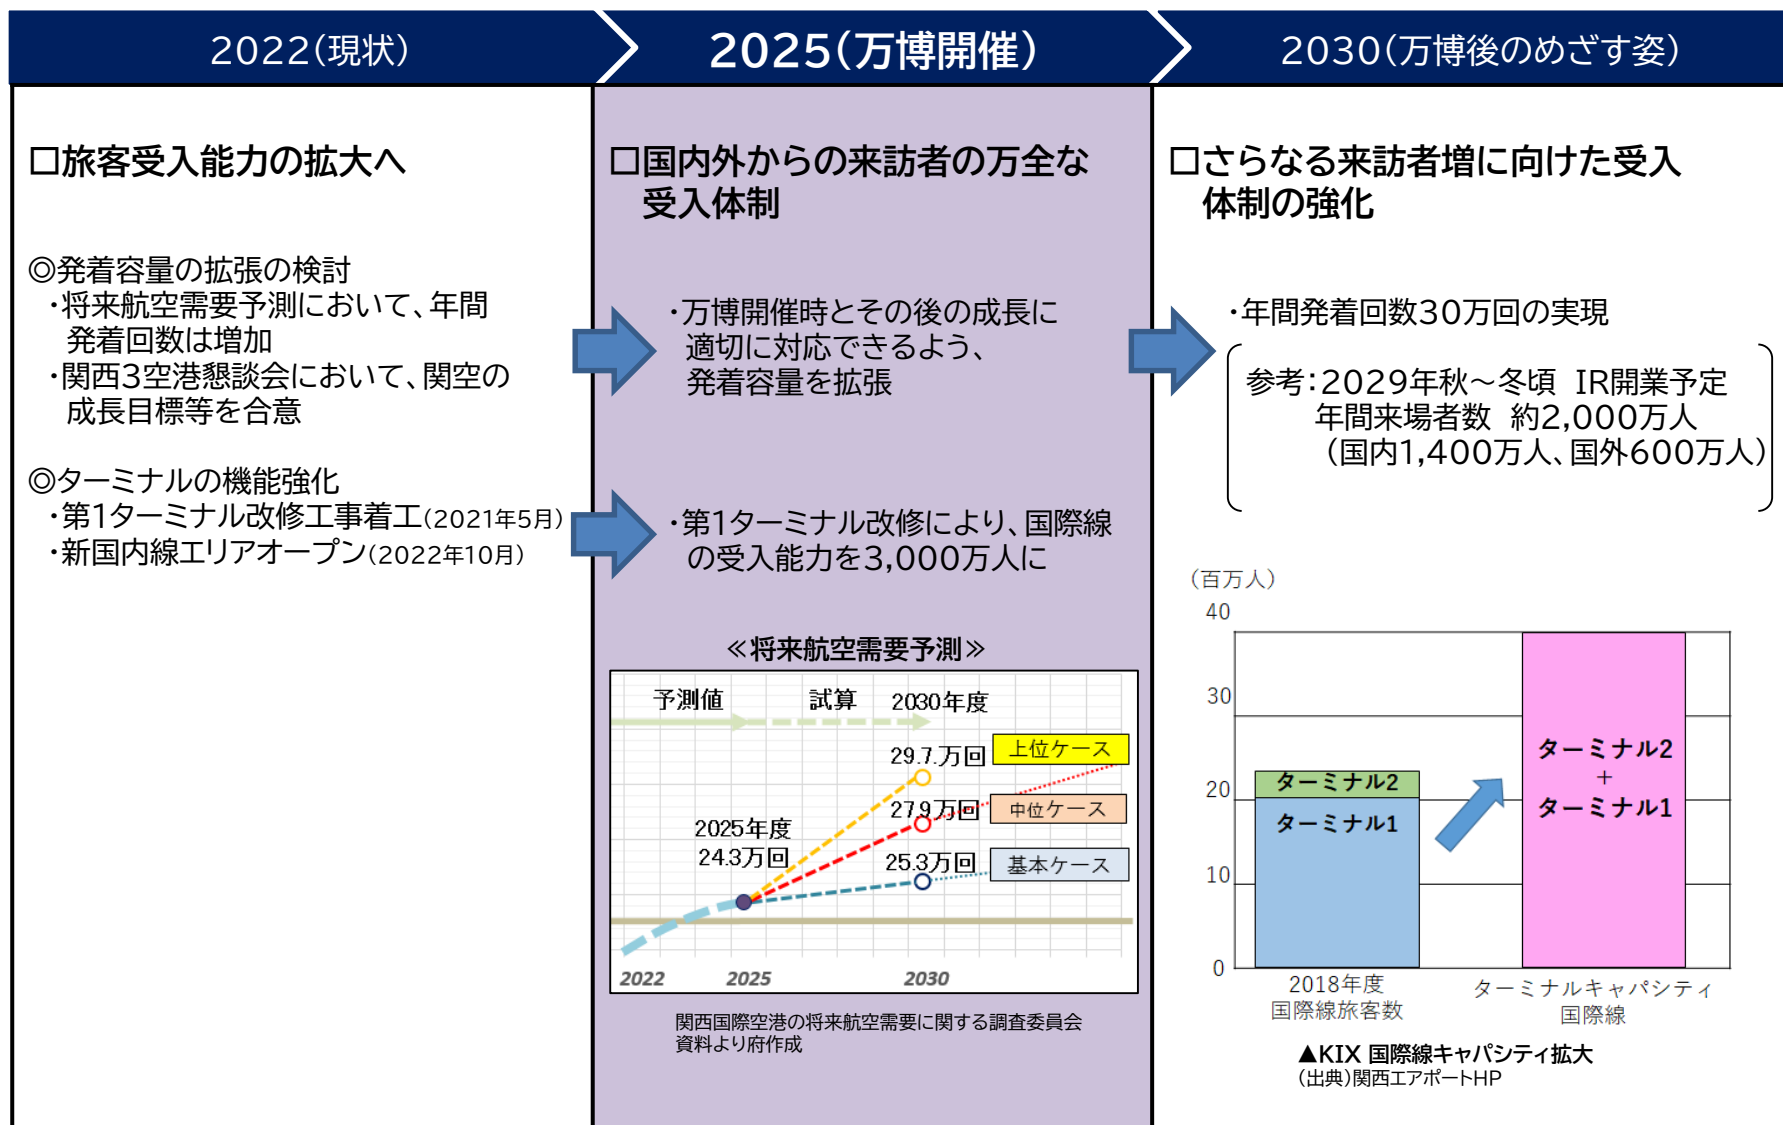 2022(現状)
2025(万博開催)
2030(万博後のめざす姿)
□旅客受入能力の拡大へ
◎発着容量の拡張の検討
・将来航空需要予測において、年間
発着回数は増加
・関西3空港懇談会において、関空の
成長目標等を合意
◎ターミナルの機能強化
・第1ターミナル改修工事着工(2021年5月)
・新国内線エリアオープン(2022年10月)
□国内外からの来訪者の万全な
受入体制
・万博開催時とその後の成長に
適切に対応できるよう、
発着容量を拡張
・第1ターミナル改修により、国際線
の受入能力を3,000万人に
≪将来航空需要予測≫
予測値 試算 2030年度
29.7.万回 上位ケース
27.9万回 中位ケース
2025年度
24.3万回
25.3万回 基本ケース
2022 2025 2030
関西国際空港の将来航空需要に関する調査委員会
資料より府作成
□さらなる来訪者増に向けた受入
体制の強化
・年間発着回数30万回の実現
参考：2029年秋～冬頃 IR開業予定
年間来場者数 約2,000万人
(国内1,400万人、国外600万人)
(百万人)
40
30
20
10
0
ターミナル2
ターミナル1
ターミナル2
+
ターミナル1
2018年度
国際線旅客数
ターミナルキャパシティ
国際線
▲KIX 国際線キャパシティ拡大
(出典)関西エアポートHP